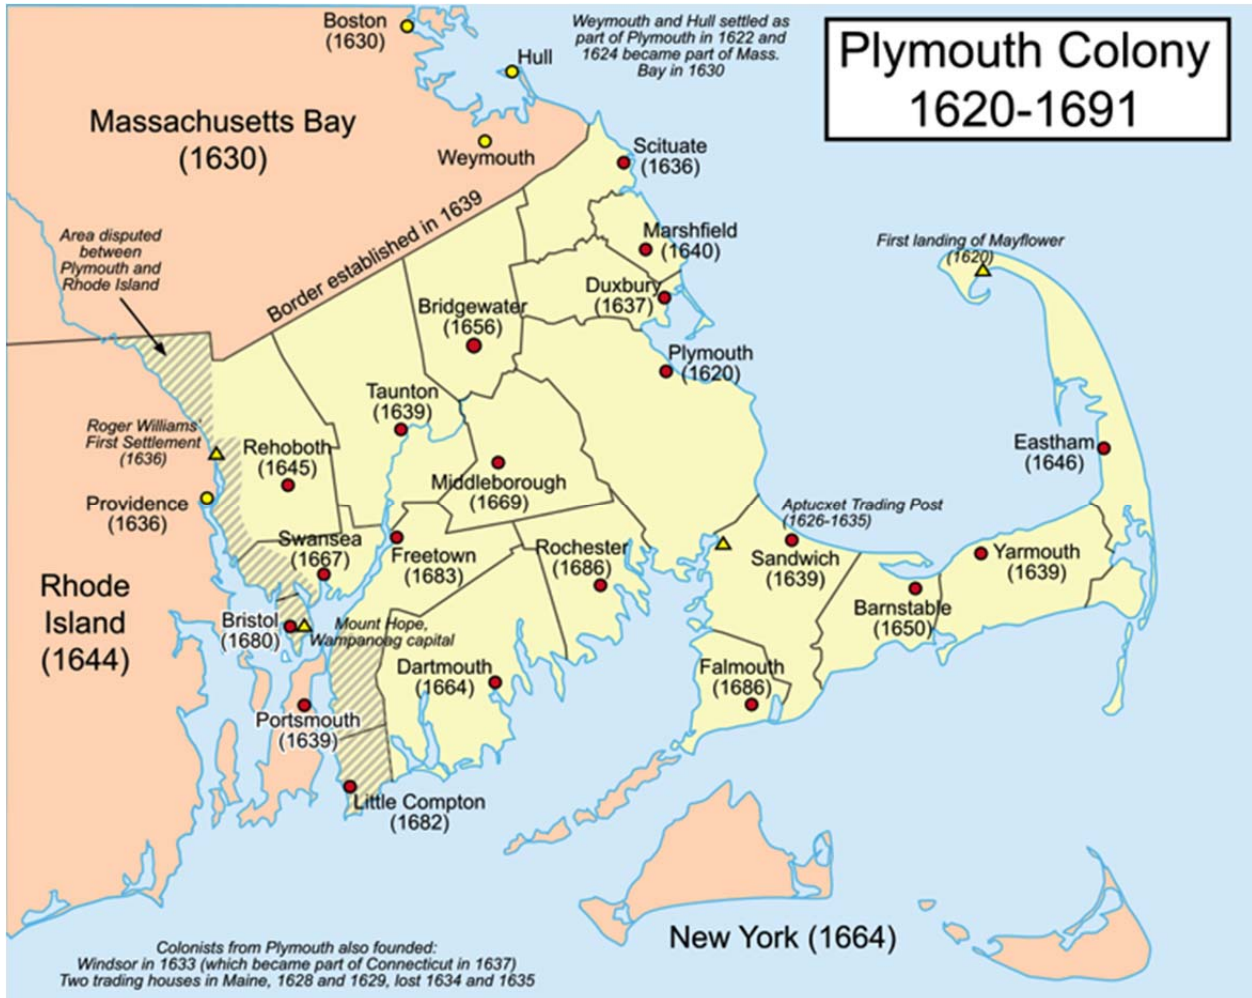 Plymouth Colony
1620-1691
Boston
(1630)
Weymouth and Hull settled as
part of Plymouth in 1622 and
1624 became part of Mass.
Bay in 1630
Hull
Massachusetts Bay
(1630)
Weymouth
Scituate
(1636)
Border established in 1639
Area disputed
between
Plymouth and
Rhode Island
Marshfield
(1640)
First landing of Mayflower
(1620)
Duxbury
(1637)
Bridgewater
(1656)
Plymouth
(1620)
Taunton
(1639)
Roger Williams'
First Settlement
(1636)
Rehoboth
(1645)
Eastham
(1646)
Middleborough
(1669)
Providence
(1636)
Aptucxet Trading Post
(1626-1635)
Swansea
(1667)
Freetown
(1683)
Rochester
(1686)
Sandwich
(1639)
Yarmouth
(1639)
Rhode
Island
(1644)
Barnstable
(1650)
Bristol
(1680)
Mount Hope,
Wampanoag capital
Dartmouth
(1664)
Falmouth
(1686)
Portsmouth
(1639)
Little Compton
(1682)
New York (1664)
Colonists from Plymouth also founded:
Windsor in 1633 (which became part of Connecticut in 1637)
Two trading houses in Maine, 1628 and 1629, lost 1634 and 1635